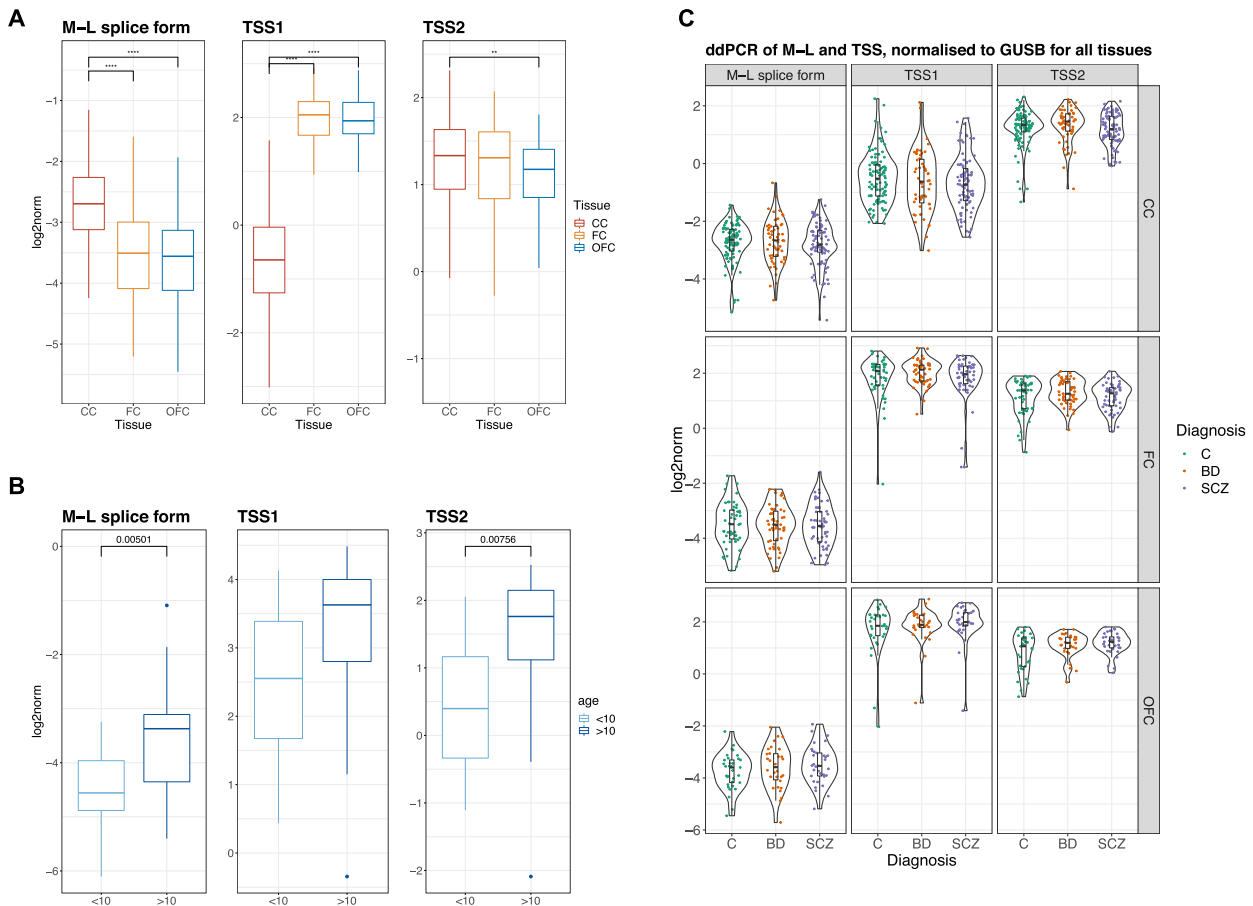 A
M−L splice form
TSS1
TSS2
****
****
****
****
**
log2norm
−1
−2
−3
−4
−5
2
0
−2
2
1
0
−1
CC
FC
OFC
CC
FC
OFC
CC
FC
OFC
Tissue
Tissue
Tissue
Tissue
CC
FC
OFC
B
M−L splice form
TSS1
TSS2
0.00501
0.00756
log2norm
0
−2
−4
−6
4
3
2
1
0
3
2
1
0
−1
−2
<10
>10
<10
>10
<10
>10
age
<10
>10
C
ddPCR of M−L and TSS, normalised to GUSB for all tissues
M−L splice form
TSS1
TSS2
CC
FC
OFC
log2norm
2
0
−2
−4
2
0
−2
−4
2
0
−2
−4
−6
C
BD
SCZ
C
BD
SCZ
C
BD
SCZ
Diagnosis
Diagnosis
C
BD
SCZ